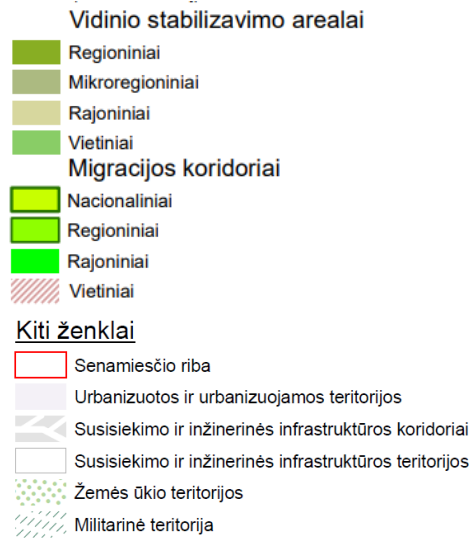 Vidinio stabilizavimo arealai
Regioniniai
Mikroregioniniai
Rajoniniai
Vietiniai
Migracijos koridoriai
Nacionaliniai
Regioniniai
Rajoniniai
Vietiniai
Kiti ženklai
Senamiesčio riba
Urbanizuotos ir urbanizuojamos teritorijos
Susisiekimo ir inžinerinės infrastruktūros koridoriai
Susisiekimo ir inžinerinės infrastruktūros teritorijos
Žemės ūkio teritorijos
Militarinė teritorija